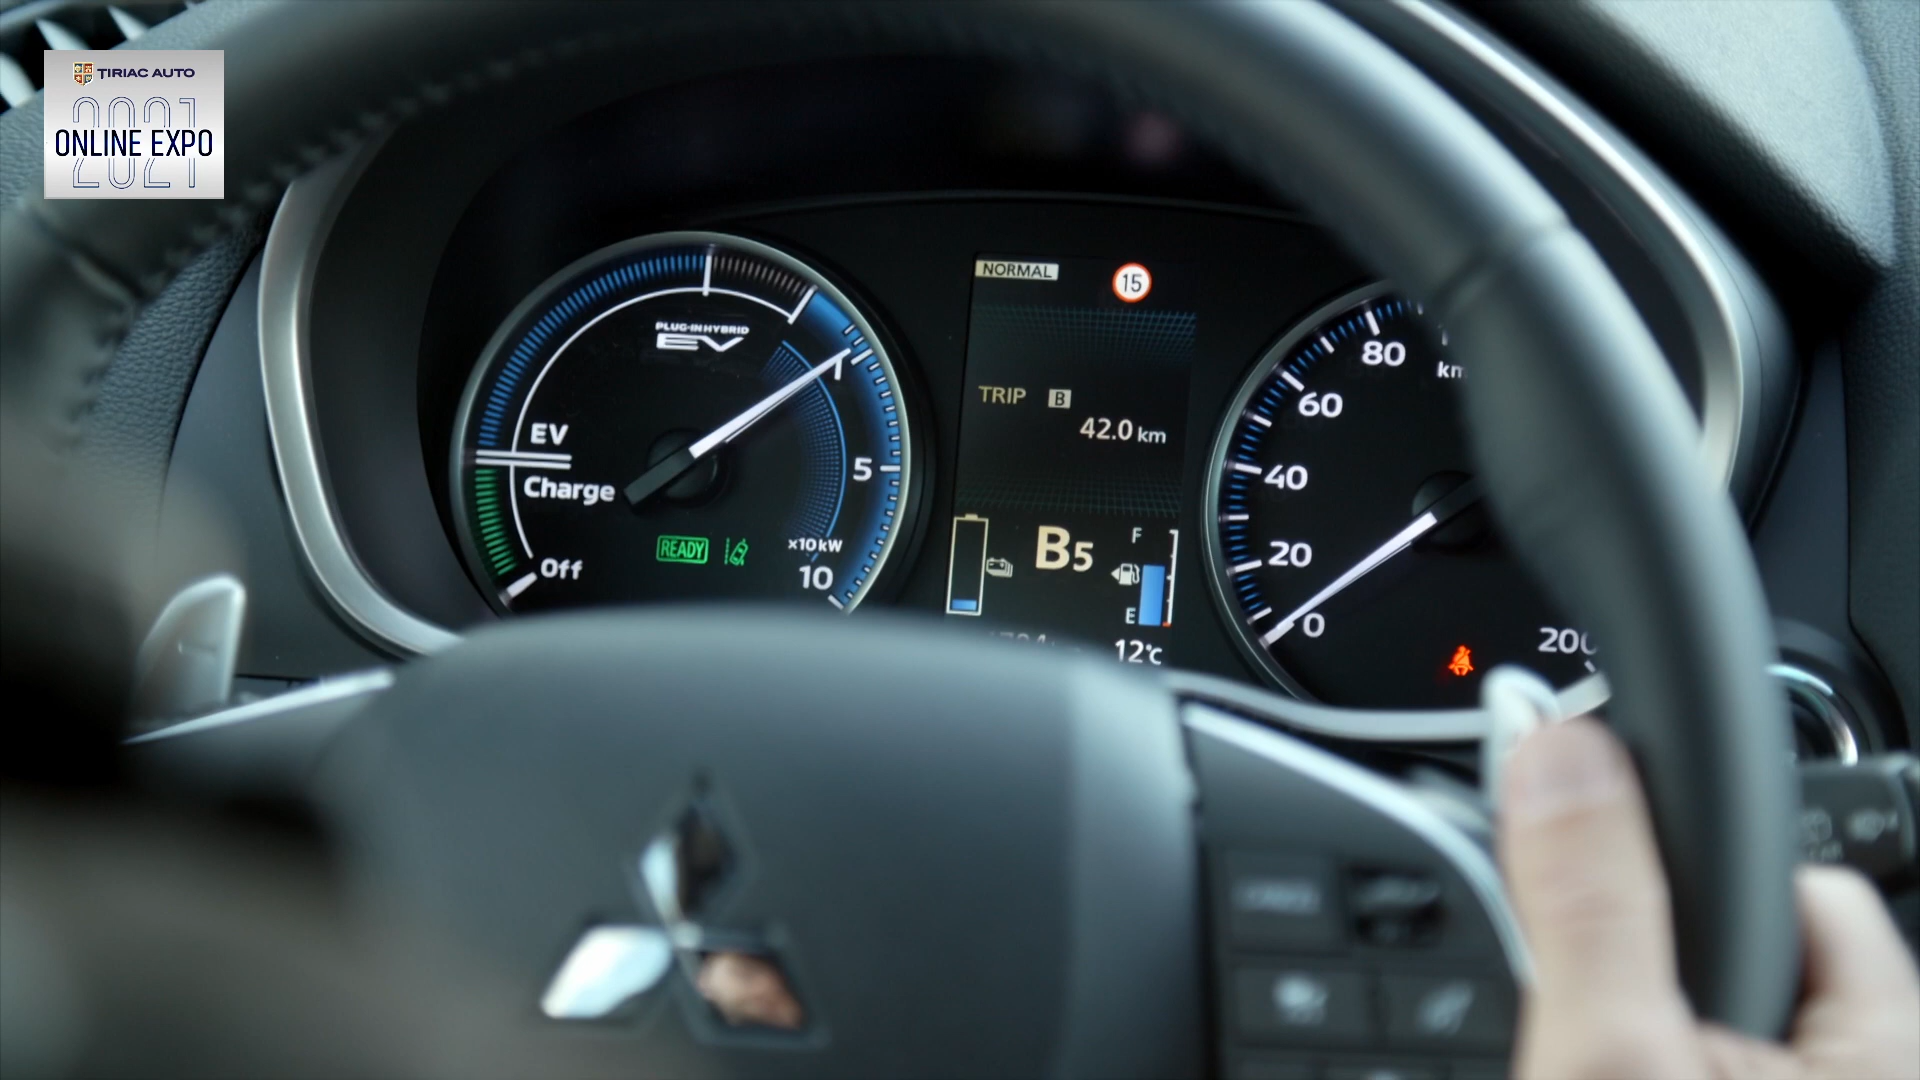 TIRIAC AUTO
2021
ONLINE EXPO
NORMAL
15
PLUG-IN HYBRID
EV
TRIP B
42.0 km
EV
Charge
Off
READY
1
5
×10kW
10
B5
F
E
12°C
80
60
40
20
0
200
km